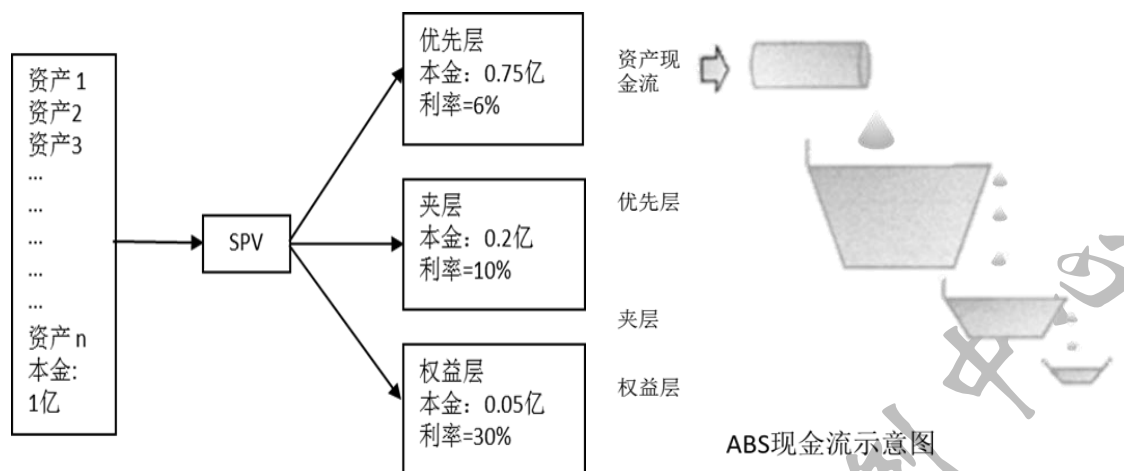 资产 1
资产2
资产3
...
...
...
...
...
资产 n
本金:
1亿
SPV
优先层
本金：0.75亿
利率=6%
夹层
本金：0.2亿
利率=10%
权益层
本金：0.05亿
利率=30%
资产现
金流
优先层
夹层
权益层
ABS现金流示意图
中